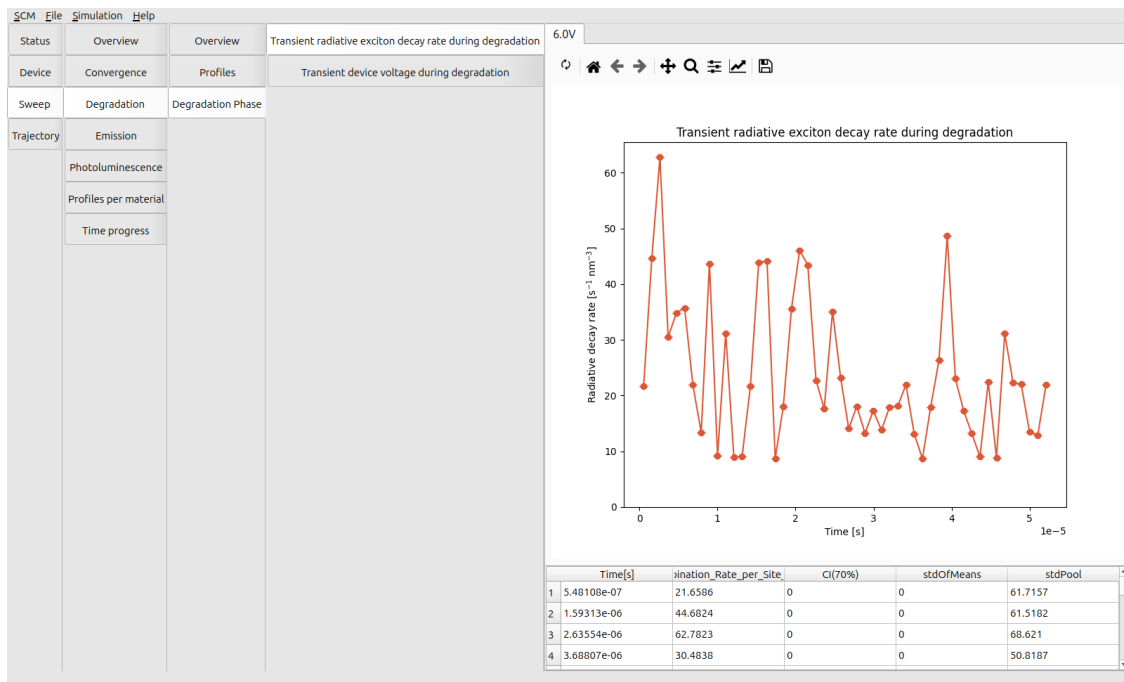 SCM File Simulation Help
Status Overview Overview Transient radiative exciton decay rate during degradation 6.0V
Device Convergence Profiles Transient device voltage during degradation
Sweep Degradation Degradation Phase
Trajectory Emission
Photoluminescence
Profiles per material
Time progress
Transient radiative exciton decay rate during degradation
60
50
40
30
20
10
0
Radiative decay rate [s⁻¹ nm⁻³]
0 1 2 3 4 5
Time [s] 1e-5
Time[s] ɔination_Rate_per_Site_ CI(70%) stdOfMeans stdPool
1 5.48108e-07 21.6586 0 0 61.7157
2 1.59313e-06 44.6824 0 0 61.5182
3 2.63554e-06 62.7823 0 0 68.621
4 3.68807e-06 30.4838 0 0 50.8187